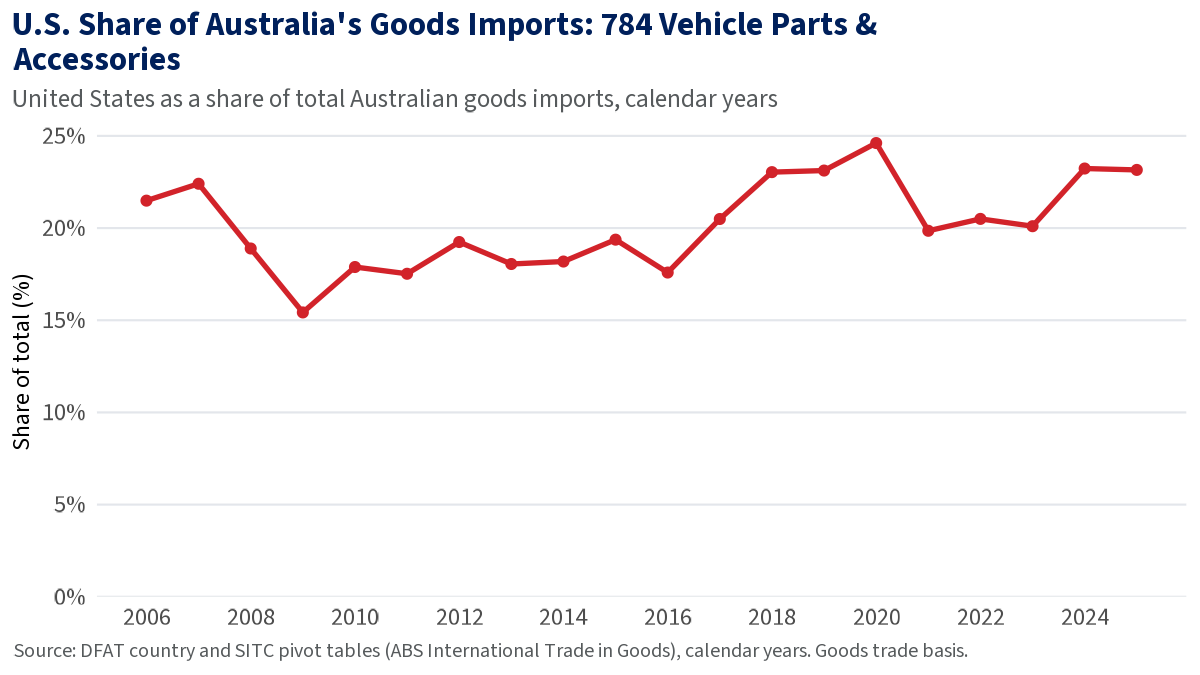 U.S. Share of Australia's Goods Imports: 784 Vehicle Parts &
Accessories
United States as a share of total Australian goods imports, calendar years
Share of total (%)
25%
20%
15%
10%
5%
0%
2006 2008 2010 2012 2014 2016 2018 2020 2022 2024
Source: DFAT country and SITC pivot tables (ABS International Trade in Goods), calendar years. Goods trade basis.